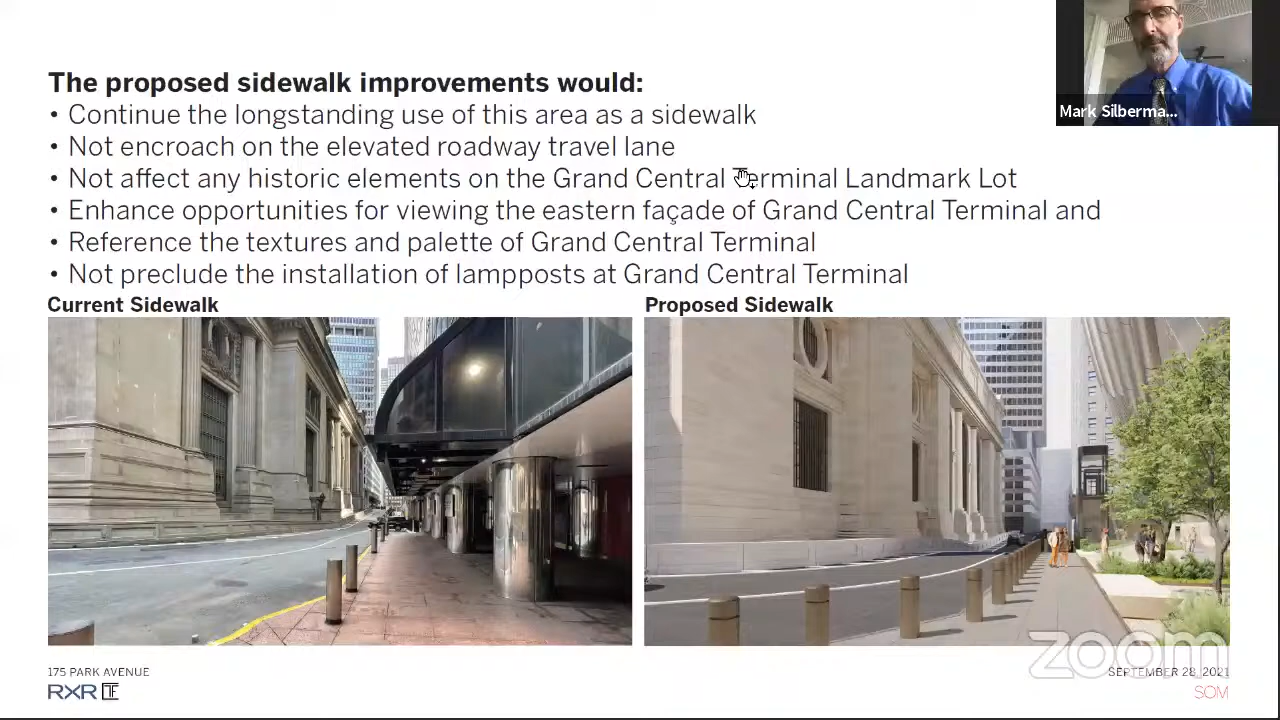 The proposed sidewalk improvements would:
• Continue the longstanding use of this area as a sidewalk
• Not encroach on the elevated roadway travel lane
• Not affect any historic elements on the Grand Central Terminal Landmark Lot
• Enhance opportunities for viewing the eastern façade of Grand Central Terminal and
• Reference the textures and palette of Grand Central Terminal
• Not preclude the installation of lampposts at Grand Central Terminal
Mark Silberma...
Current Sidewalk
Proposed Sidewalk
zoom
175 PARK AVENUE
RXR TF
SEPTEMBER 28, 2021
SOM